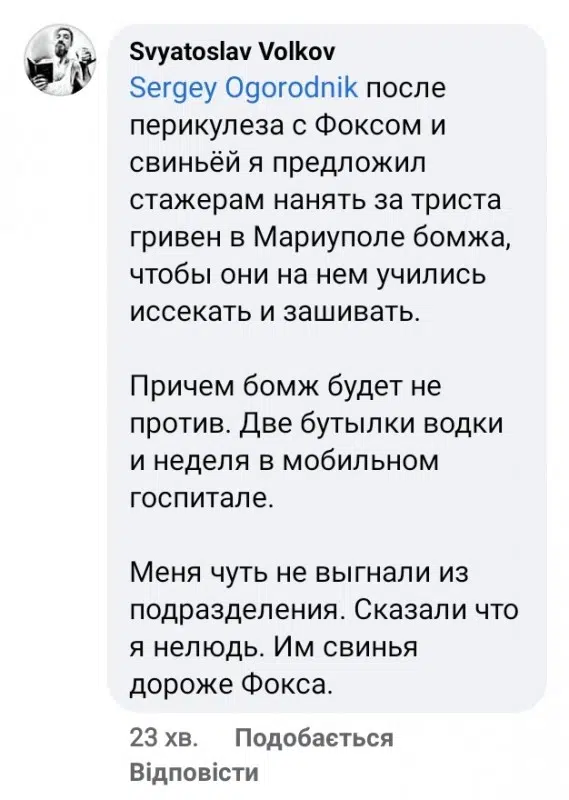 Svyatoslav Volkov
Sergey Ogorodnik после
перикулеза с Фоксом и
свиньёй я предложил
стажерам нанять за триста
гривен в Мариуполе бомжа,
чтобы они на нем учились
иссекать и зашивать.
Причем бомж будет не
против. Две бутылки водки
и неделя в мобильном
госпитале.
Меня чуть не выгнали из
подразделения. Сказали что
я нелюдь. Им свинья
дороже Фокса.
23 хв. Подобається
Відповісти